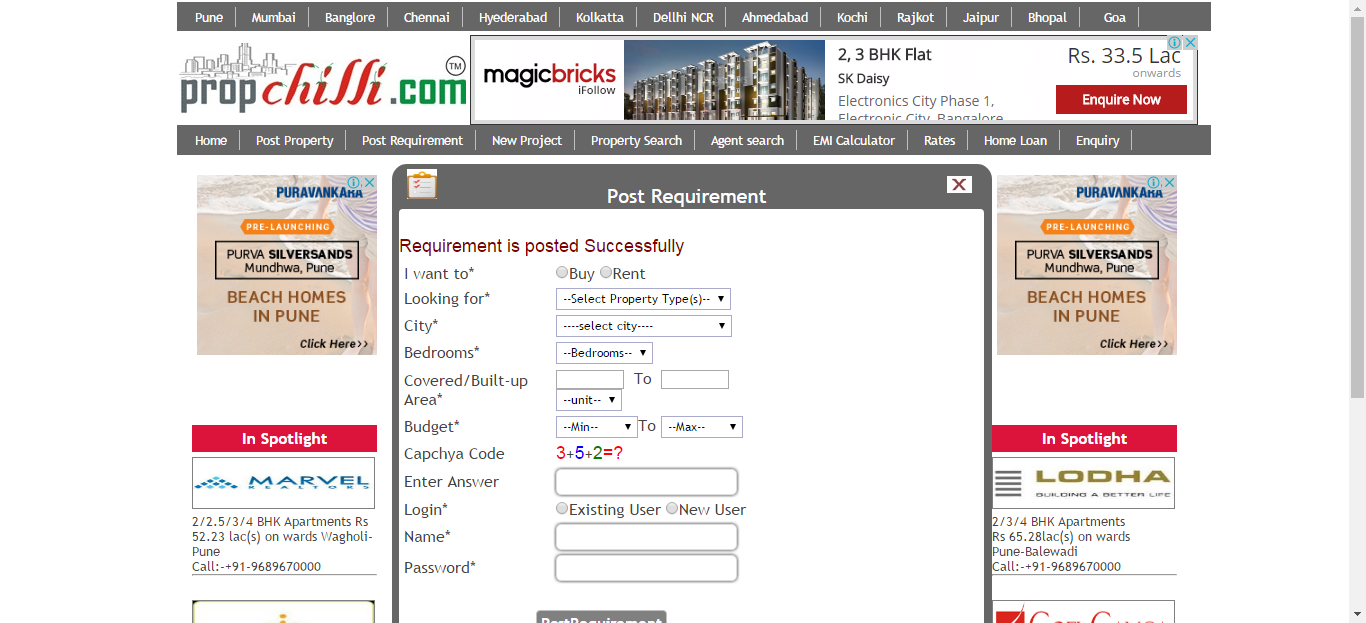 Pune Mumbai Banglore Chennai Hyederabad Kolkatta Dellhi NCR Ahmedabad Kochi Rajkot Jaipur Bhopal Goa
propchilli.com TM
magicbricks
iFollow
2, 3 BHK Flat
SK Daisy
Electronics City Phase 1,
Electronic City, Bangalore
Rs. 33.5 Lac
onwards
Enquire Now
Home Post Property Post Requirement New Project Property Search Agent search EMI Calculator Rates Home Loan Enquiry
PURAVANKARA
PRE-LAUNCHING
PURVA SILVERSANDS
Mundhwa, Pune
BEACH HOMES
IN PUNE
Click Here>>
In Spotlight
MARVEL
REALTORS
2/2.5/3/4 BHK Apartments Rs
52.23 lac(s) on wards Wagholi-
Pune
Call:-+91-9689670000
Post Requirement
Requirement is posted Successfully
I want to* Buy Rent
Looking for* --Select Property Type(s)--
City* ----select city----
Bedrooms* --Bedrooms--
Covered/Built-up To
Area* --unit--
Budget* --Min-- To --Max--
Capchya Code 3+5+2=?
Enter Answer
Login* Existing User New User
Name*
Password*
PostRequirement
PURAVANKARA
PRE-LAUNCHING
PURVA SILVERSANDS
Mundhwa, Pune
BEACH HOMES
IN PUNE
Click Here>>
In Spotlight
LODHA
BUILDING A BETTER LIFE
2/3/4 BHK Apartments
Rs 65.28lac(s) on wards
Pune-Balewadi
Call:-+91-9689670000